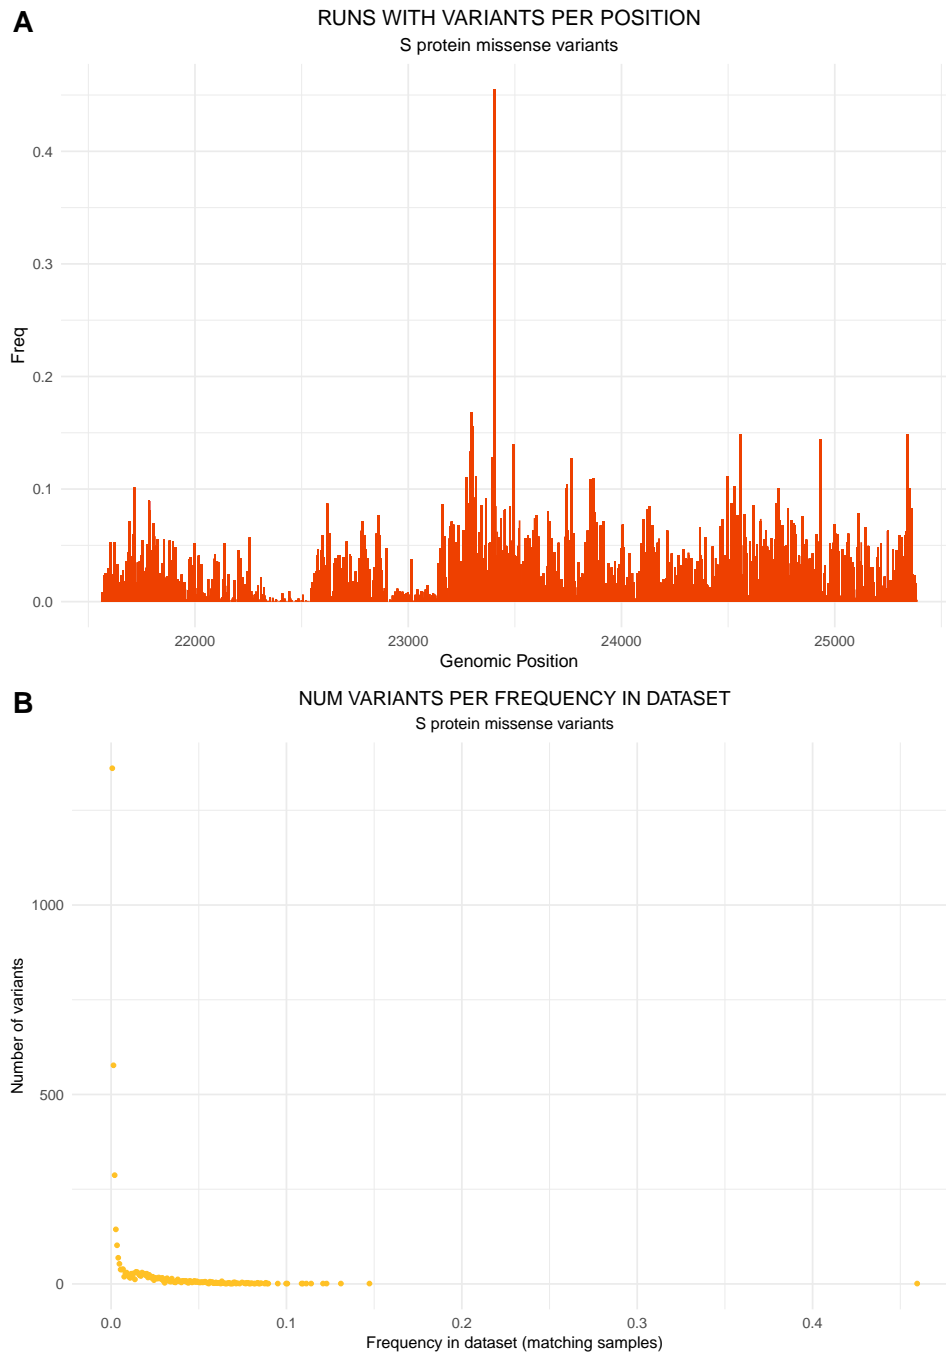 A
RUNS WITH VARIANTS PER POSITION
S protein missense variants
Freq
0.4
0.3
0.2
0.1
0.0
22000 23000 24000 25000
Genomic Position
B
NUM VARIANTS PER FREQUENCY IN DATASET
S protein missense variants
Number of variants
1000
500
0
0.0 0.1 0.2 0.3 0.4
Frequency in dataset (matching samples)